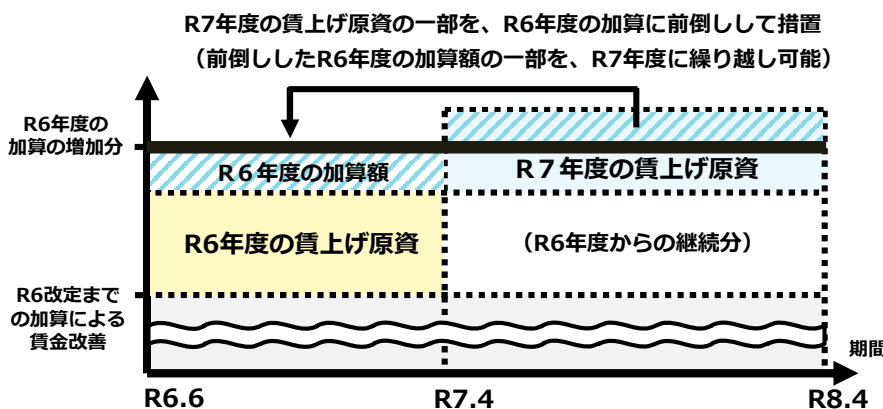 R7年度の賃上げ原資の一部を、R6年度の加算に前倒しして措置
（前倒ししたR6年度の加算額の一部を、R7年度に繰り越し可能）
R6年度の
加算の増加分
R６年度の加算額
R７年度の賃上げ原資
R6年度の賃上げ原資
（R6年度からの継続分）
R6改定まで
の加算による
賃金改善
期間
R6.6
R7.4
R8.4